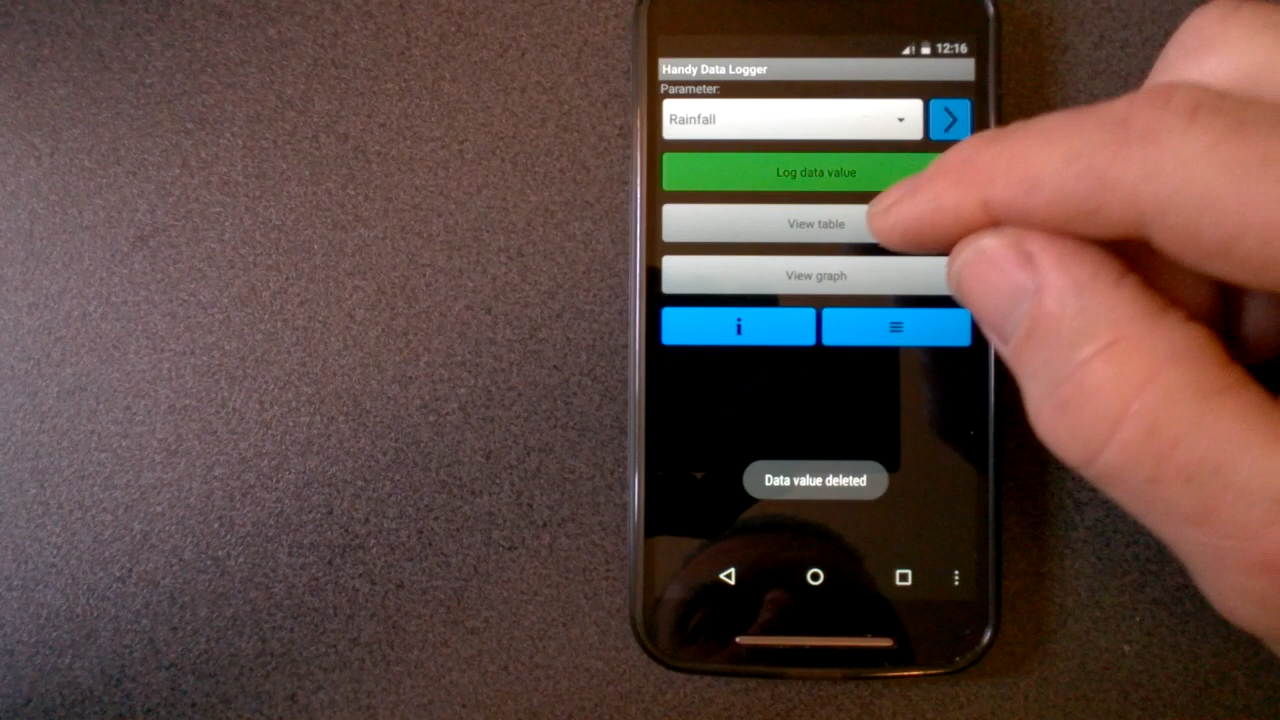 12:16
Handy Data Logger
Parameter:
Rainfall
Log data value
View table
View graph
i
Data value deleted